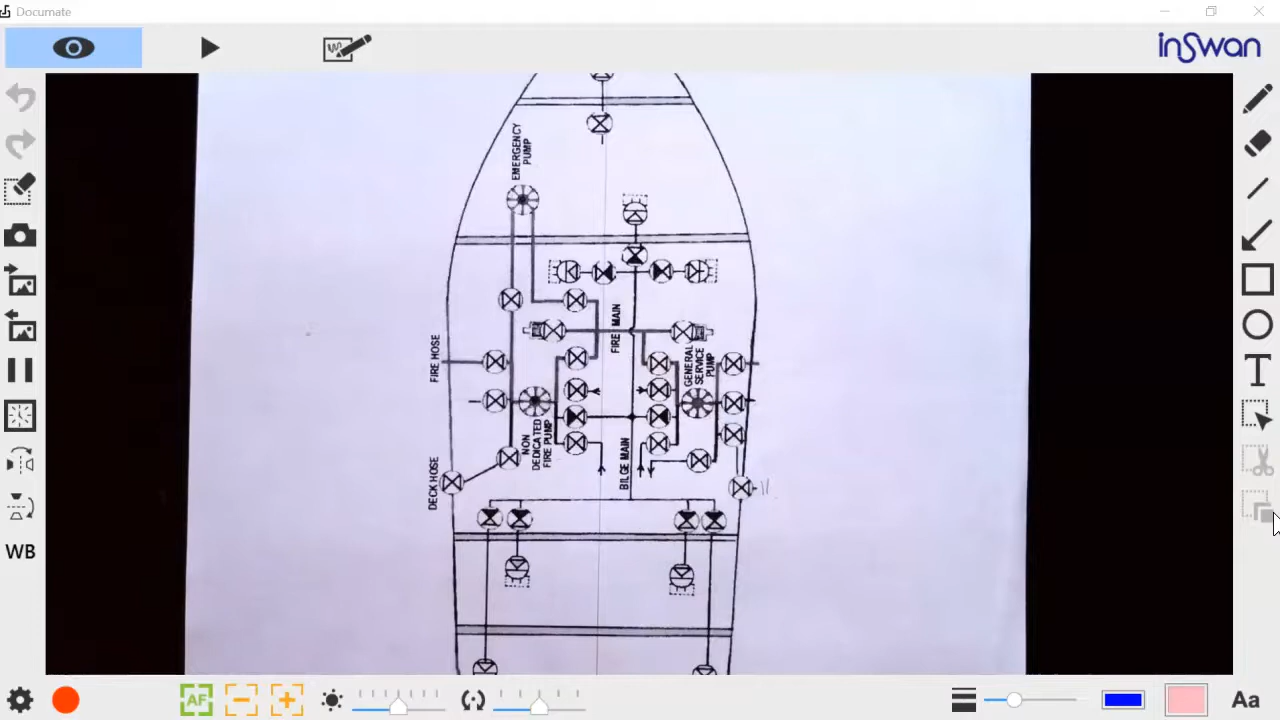 Documate
inswan
EMERGENCY
PUMP
FIRE HOSE
FIRE MAIN
GENERAL
SERVICE
PUMP
NON
DEDICATED
FIRE PUMP
DECK HOSE
BILGE MAIN
WB
AF
Aa
T